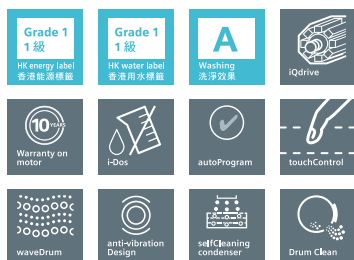 Grade 1
1 級
HK energy label
香港能源標籤
Grade 1
1 級
HK water label
香港用水標籤
A
Washing
洗淨效果
iQdrive
10 YEARS
Warranty on
motor
i-Dos
autoProgram
touchControl
waveDrum
anti-vibration
Design
selfCleaning
condenser
Drum Clean